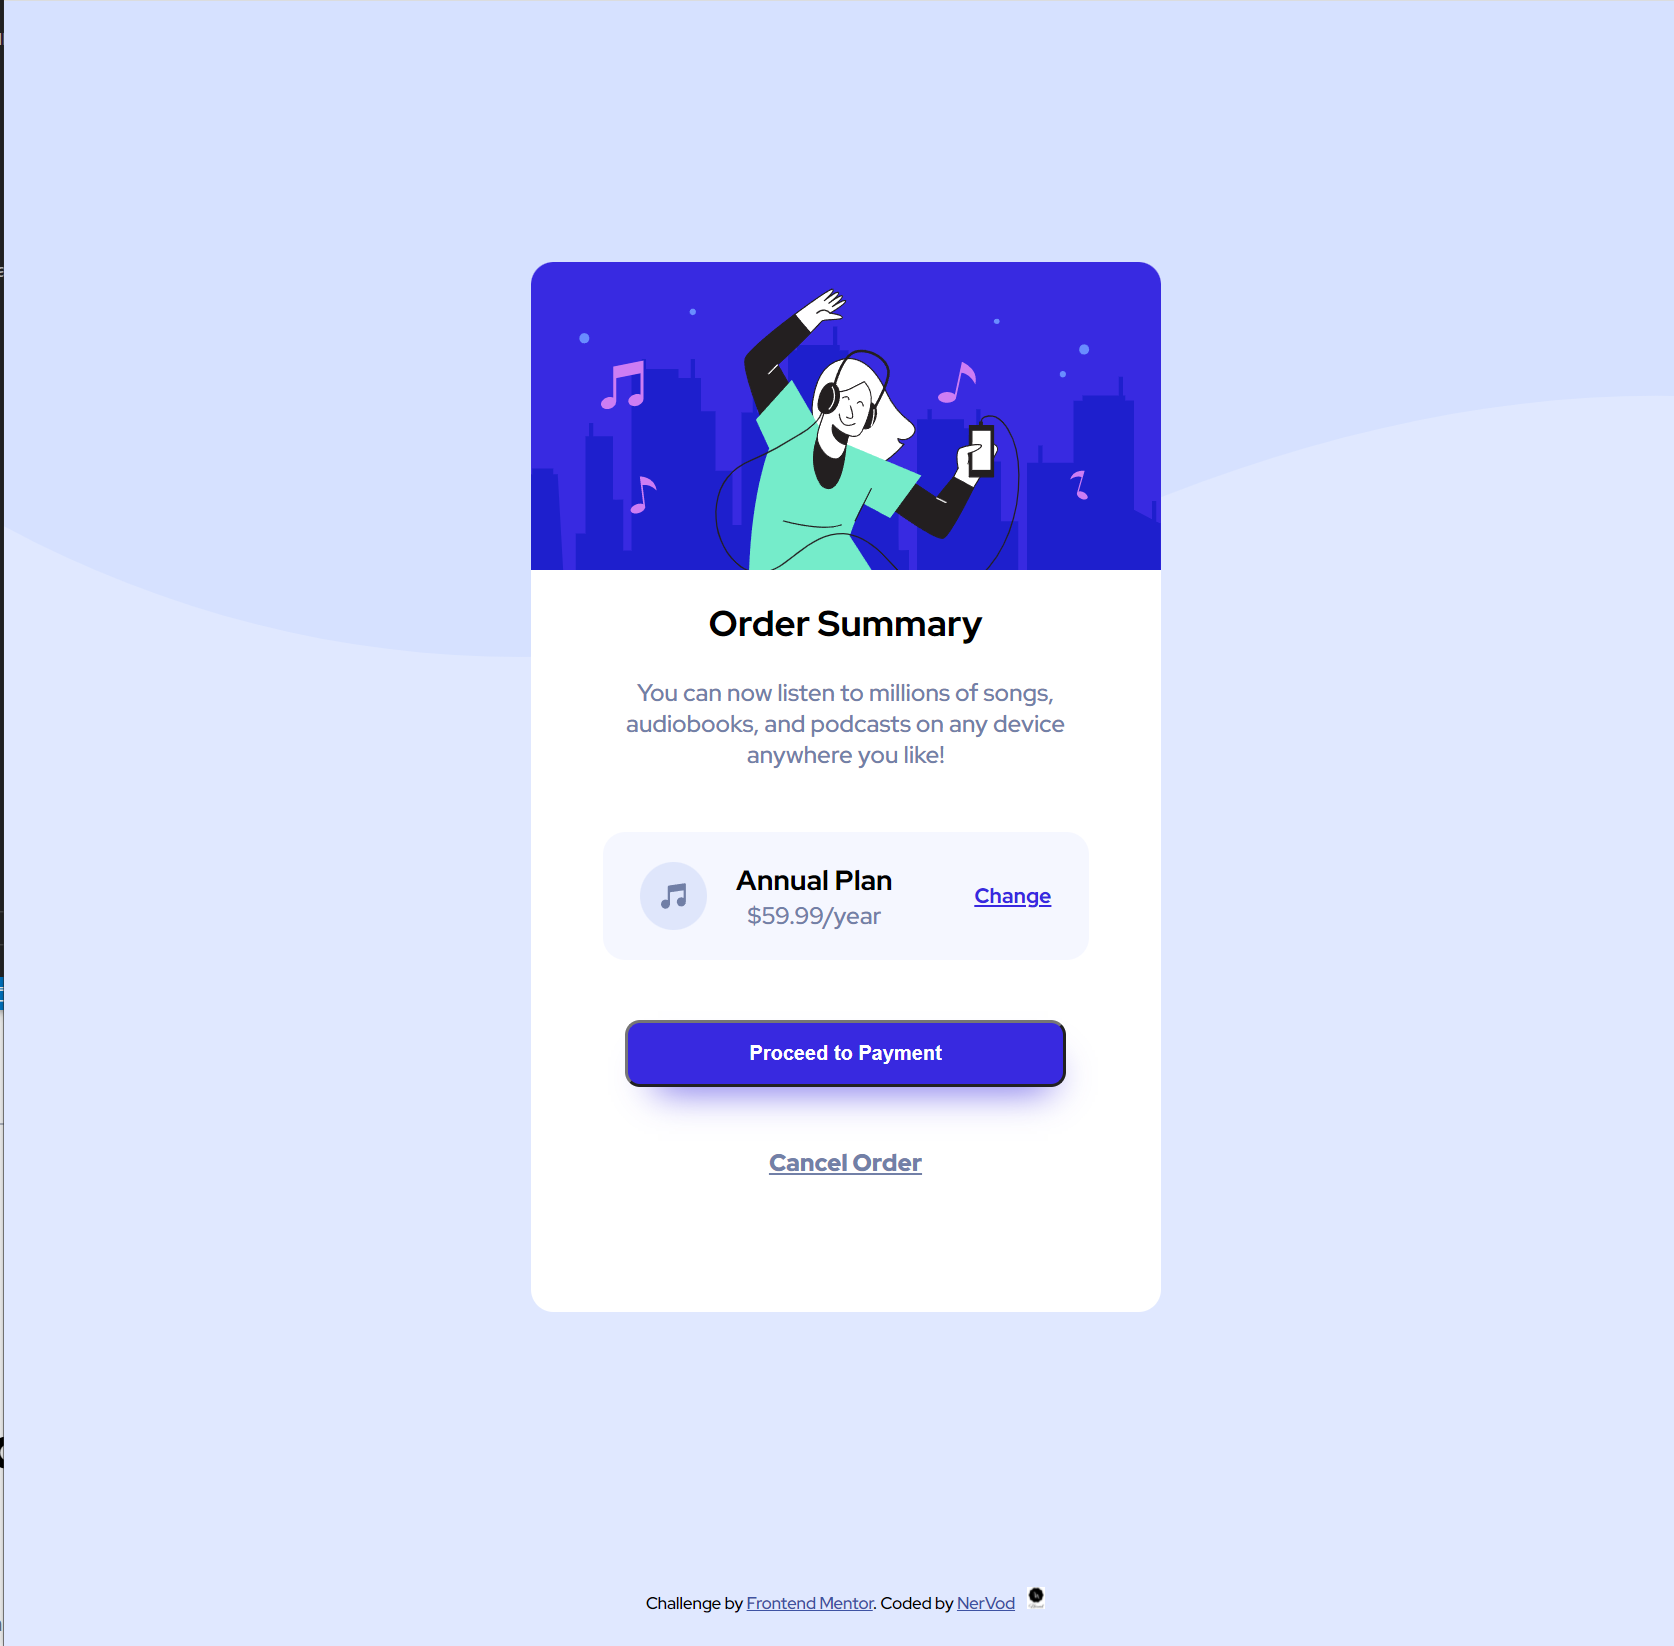 Order Summary
You can now listen to millions of songs,
audiobooks, and podcasts on any device
anywhere you like!
Annual Plan
$59.99/year
Change
Proceed to Payment
Cancel Order
Challenge by Frontend Mentor. Coded by NerVod